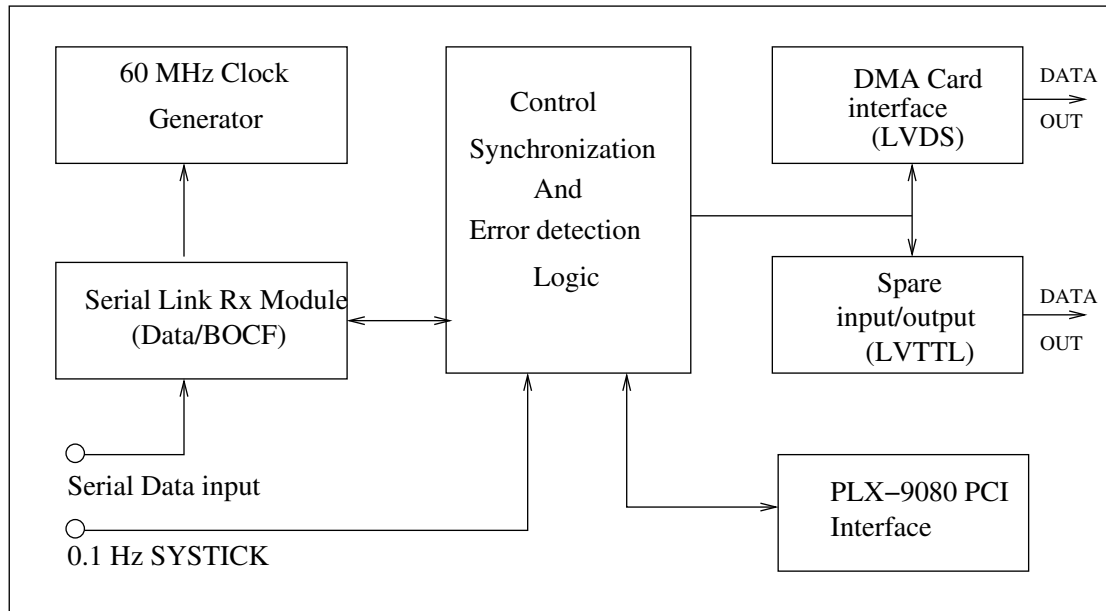 60 MHz Clock
Generator
Control
Synchronization
And
Error detection
Logic
DMA Card
interface
(LVDS)
DATA
OUT
Serial Link Rx Module
(Data/BOCF)
Spare
input/output
(LVTTL)
DATA
OUT
Serial Data input
0.1 Hz SYSTICK
PLX−9080 PCI
Interface